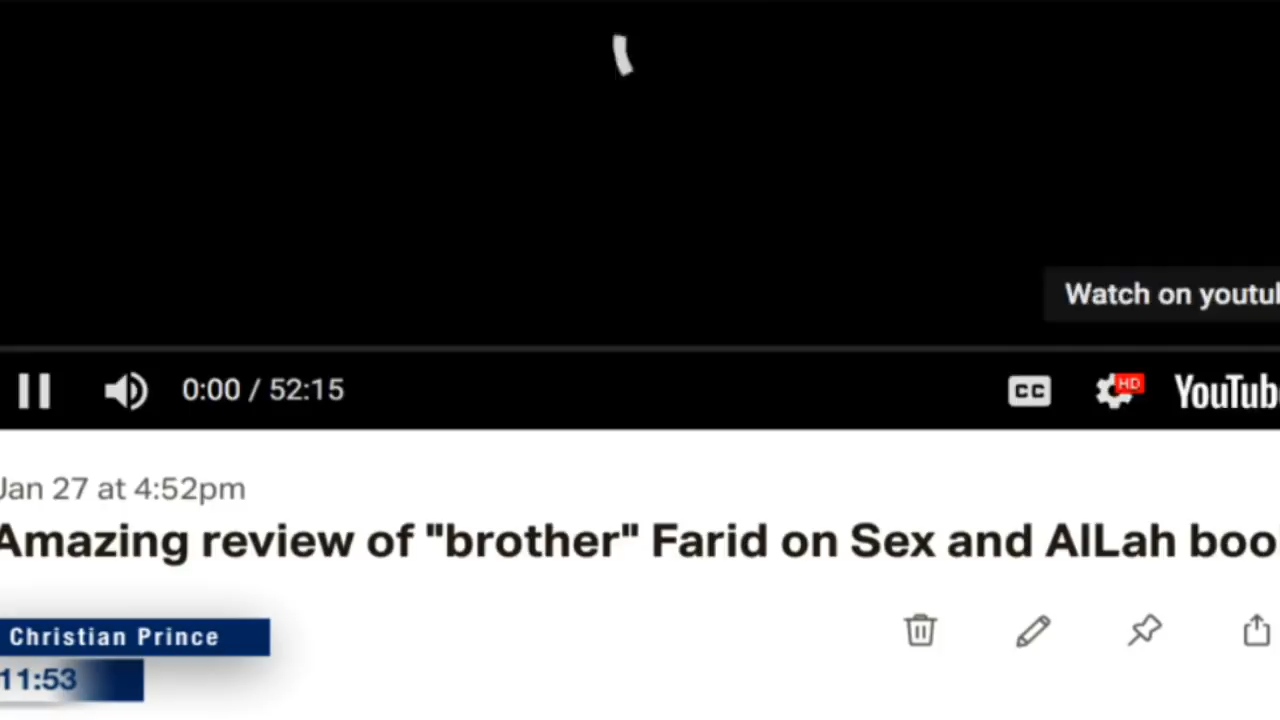 Watch on youtu
0:00 / 52:15
CC
HD
YouTub
Jan 27 at 4:52pm
Amazing review of "brother" Farid on Sex and AlLah boo
Christian Prince
11:53